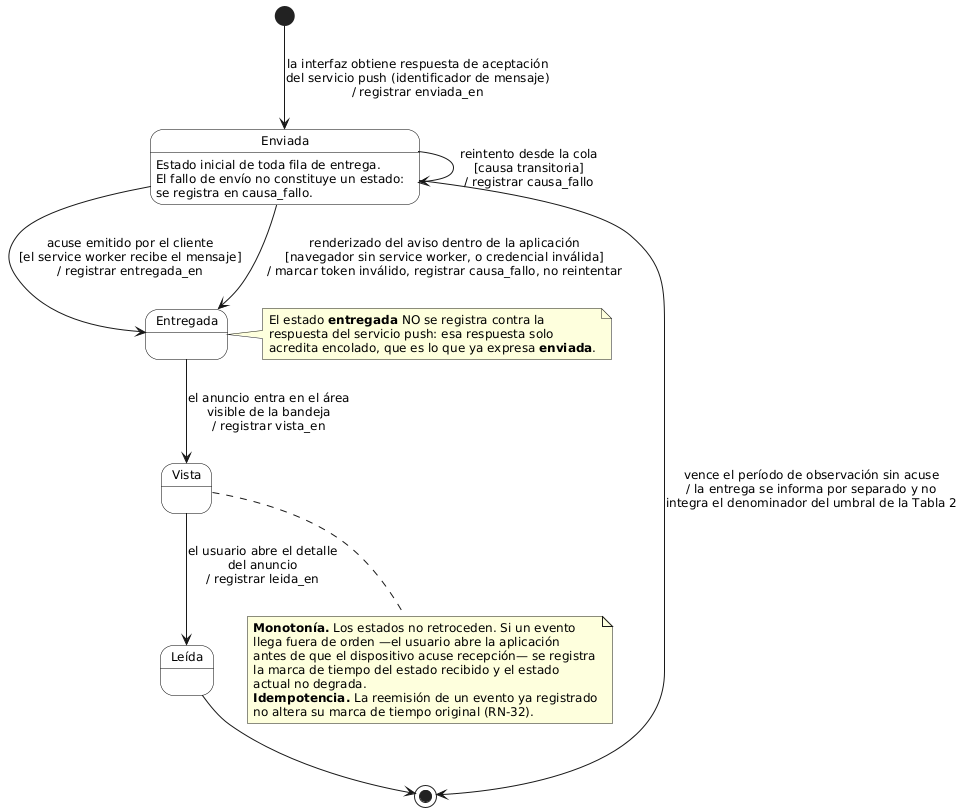 la interfaz obtiene respuesta de aceptación
del servicio push (identificador de mensaje)
/ registrar enviada_en
Enviada
Estado inicial de toda fila de entrega.
El fallo de envío no constituye un estado:
se registra en causa_fallo.
reintento desde la cola
[causa transitoria]
/ registrar causa_fallo
acuse emitido por el cliente
[el service worker recibe el mensaje]
/ registrar entregada_en
renderizado del aviso dentro de la aplicación
[navegador sin service worker, o credencial inválida]
/ marcar token inválido, registrar causa_fallo, no reintentar
Entregada
El estado entregada NO se registra contra la
respuesta del servicio push: esa respuesta solo
acredita encolado, que es lo que ya expresa enviada.
el anuncio entra en el área
visible de la bandeja
/ registrar vista_en
Vista
vence el período de observación sin acuse
/ la entrega se informa por separado y no
integra el denominador del umbral de la Tabla 2
el usuario abre el detalle
del anuncio
/ registrar leida_en
Leída
Monotonía. Los estados no retroceden. Si un evento
llega fuera de orden —el usuario abre la aplicación
antes de que el dispositivo acuse recepción— se registra
la marca de tiempo del estado recibido y el estado
actual no degrada.
Idempotencia. La reemisión de un evento ya registrado
no altera su marca de tiempo original (RN-32).